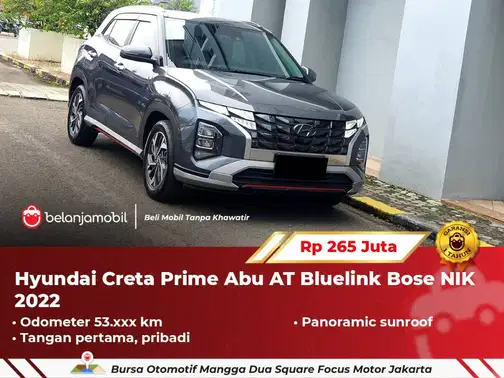 belanjamobil | Beli Mobil Tanpa Khawatir
GARANSI
1 TAHUN
Rp 265 Juta
Hyundai Creta Prime Abu AT Bluelink Bose NIK
2022
• Odometer 53.xxx km
• Panoramic sunroof
• Tangan pertama, pribadi
Bursa Otomotif Mangga Dua Square Focus Motor Jakarta